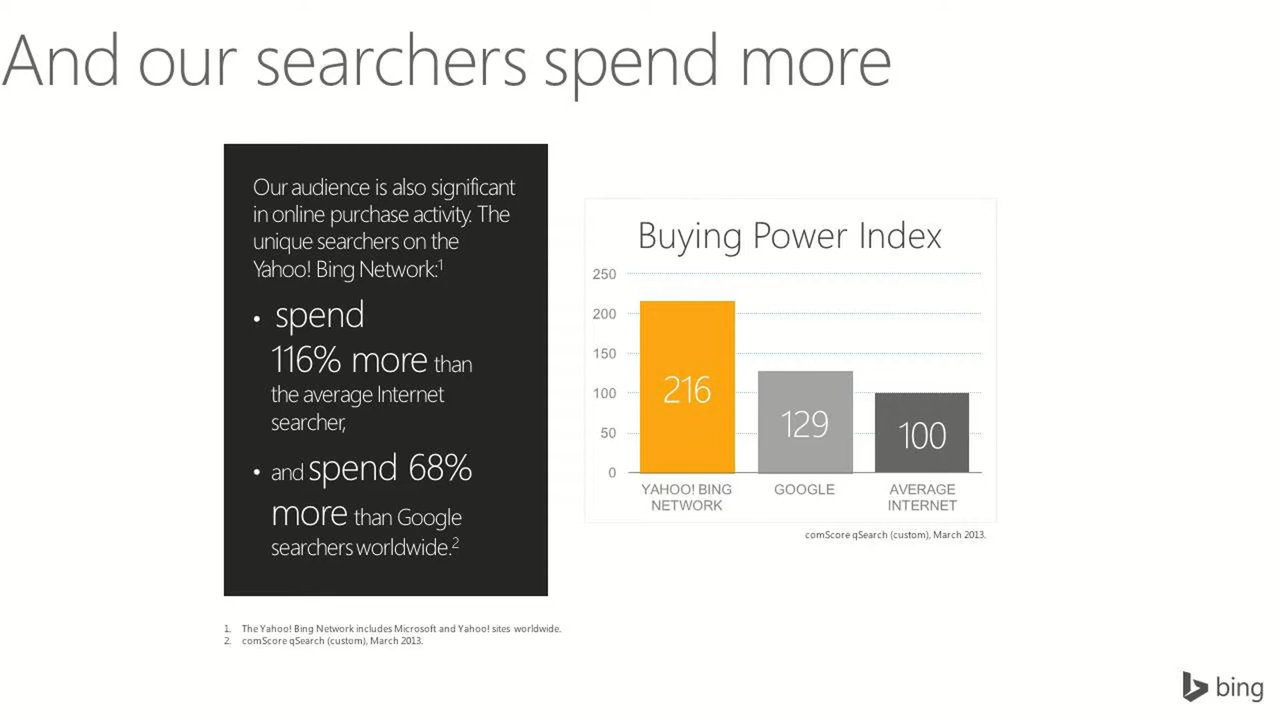 And our searchers spend more
Our audience is also significant
in online purchase activity. The
unique searchers on the
Yahoo! Bing Network:1
• spend
116% more than
the average Internet
searcher,
• and spend 68%
more than Google
searchers worldwide.2
Buying Power Index
250
200
150
100
50
0
216
129
100
YAHOO! BING
NETWORK
GOOGLE
AVERAGE
INTERNET
comScore qSearch (custom), March 2013.
1. The Yahoo! Bing Network includes Microsoft and Yahoo! sites worldwide.
2. comScore qSearch (custom), March 2013.
bing